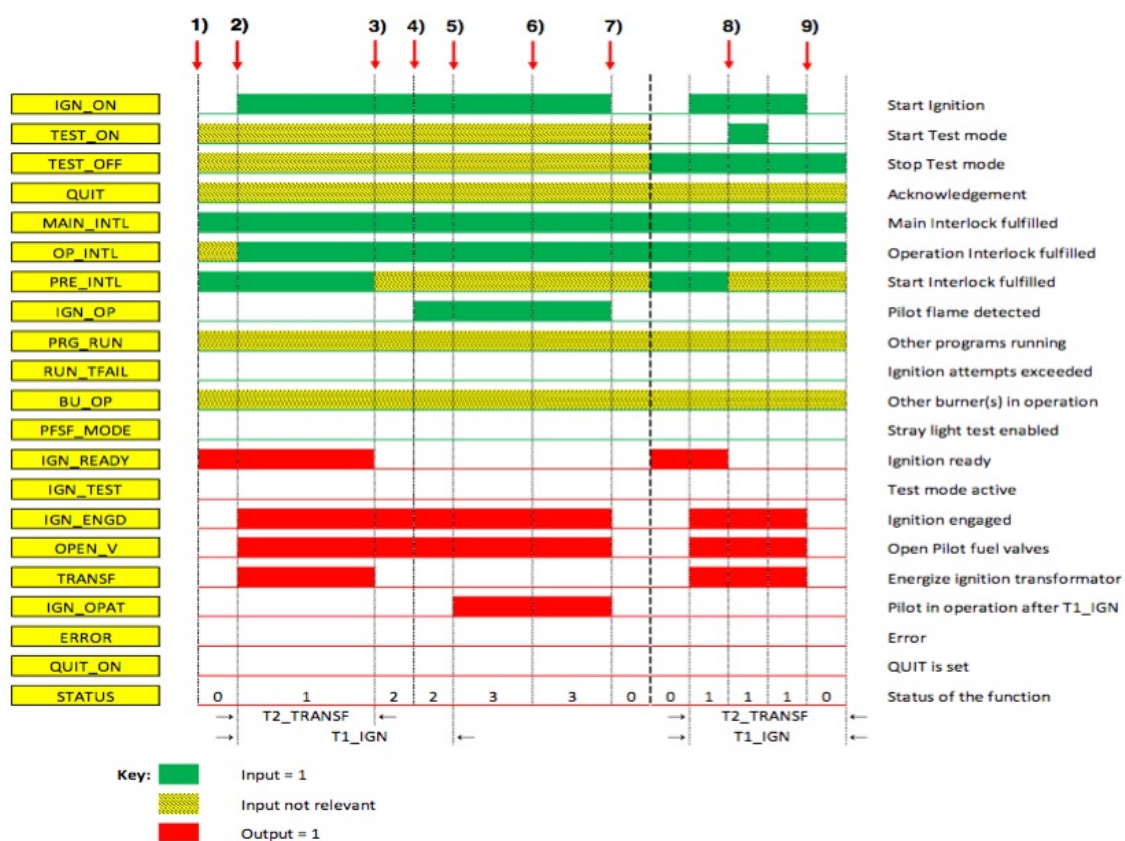 1) 2) 3) 4) 5) 6) 7) 8) 9)
IGN_ON Start Ignition
TEST_ON Start Test mode
TEST_OFF Stop Test mode
QUIT Acknowledgement
MAIN_INTL Main Interlock fulfilled
OP_INTL Operation Interlock fulfilled
PRE_INTL Start Interlock fulfilled
IGN_OP Pilot flame detected
PRG_RUN Other programs running
RUN_TFAIL Ignition attempts exceeded
BU_OP Other burner(s) in operation
PFSF_MODE Stray light test enabled
IGN_READY Ignition ready
IGN_TEST Test mode active
IGN_ENGD Ignition engaged
OPEN_V Open Pilot fuel valves
TRANSF Energize ignition transformator
IGN_OPAT Pilot in operation after T1_IGN
ERROR Error
QUIT_ON QUIT is set
STATUS 0 1 2 2 3 3 0 0 1 1 1 0 Status of the function
→ T2_TRANSF ← → T2_TRANSF ←
→ T1_IGN ← → T1_IGN ←
Key: Input = 1
Input not relevant
Output = 1